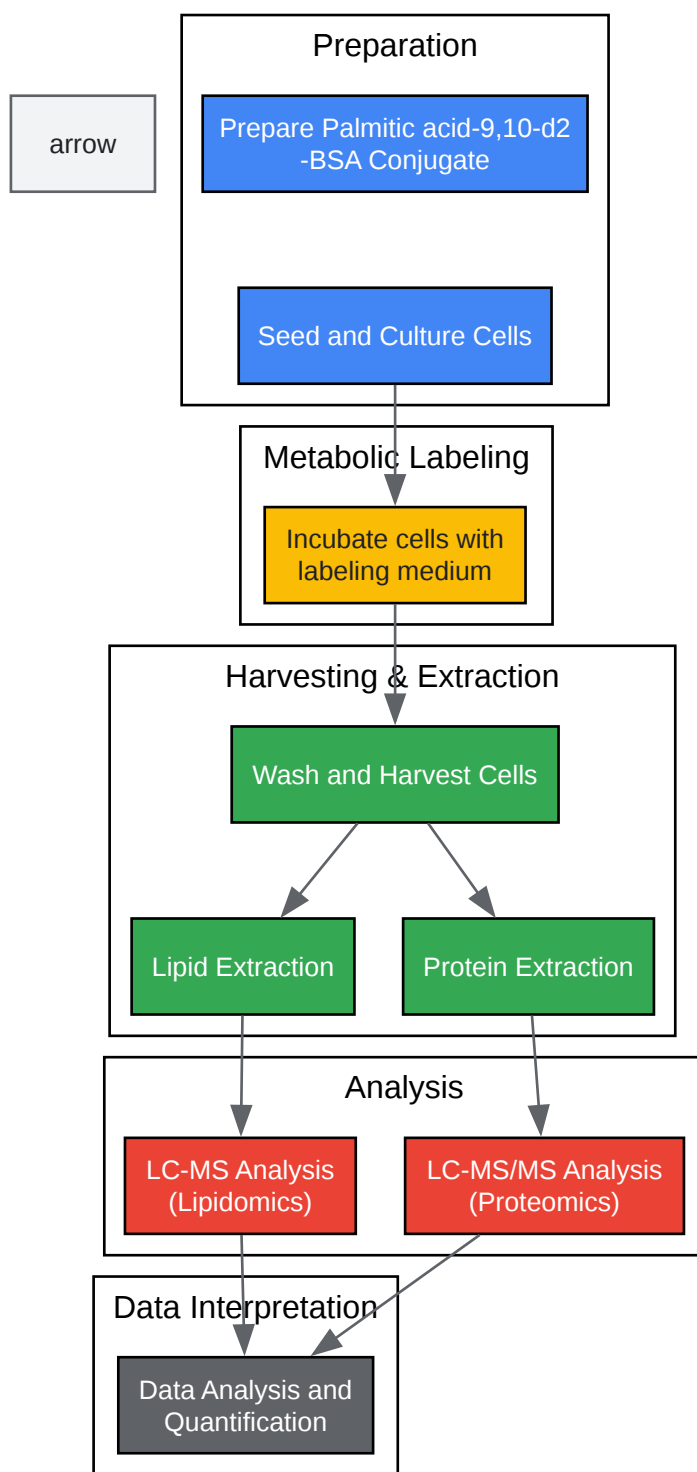 Preparation
arrow
Prepare Palmitic acid-9,10-d2
-BSA Conjugate
Seed and Culture Cells
Metabolic Labeling
Incubate cells with
labeling medium
Harvesting & Extraction
Wash and Harvest Cells
Lipid Extraction
Protein Extraction
Analysis
LC-MS Analysis
(Lipidomics)
LC-MS/MS Analysis
(Proteomics)
Data Interpretation
Data Analysis and
Quantification